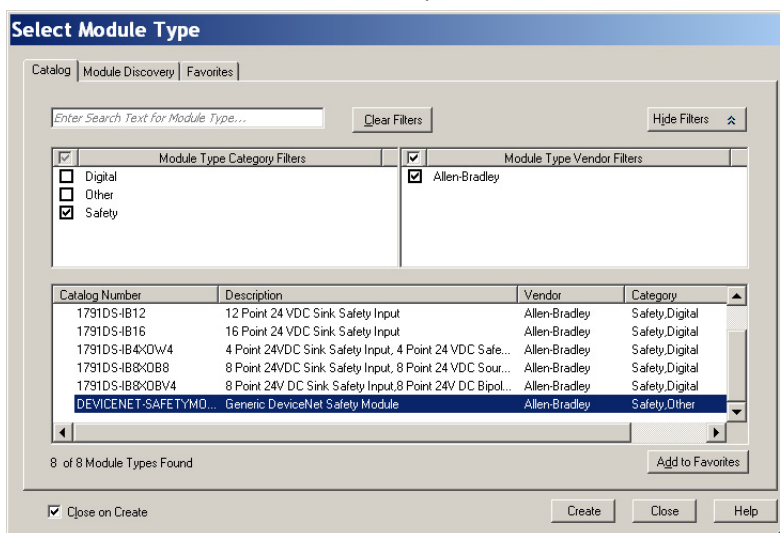 Select Module Type
Catalog Module Discovery Favorites
Enter Search Text for Module Type... Clear Filters Hide Filters
Module Type Category Filters Module Type Vendor Filters
Digital Allen-Bradley
Other
Safety
Catalog Number Description Vendor Category
1791DS-IB12 12 Point 24 VDC Sink Safety Input Allen-Bradley Safety,Digital
1791DS-IB16 16 Point 24 VDC Sink Safety Input Allen-Bradley Safety,Digital
1791DS-IB4XOW4 4 Point 24VDC Sink Safety Input, 4 Point 24 VDC Safe... Allen-Bradley Safety,Digital
1791DS-IB8XOB8 8 Point 24VDC Sink Safety Input, 8 Point 24 VDC Sour... Allen-Bradley Safety,Digital
1791DS-IB8XOBV4 8 Point 24V DC Sink Safety Input,8 Point 24V DC Bipol... Allen-Bradley Safety,Digital
DEVICENET-SAFETYMO... Generic DeviceNet Safety Module Allen-Bradley Safety,Other
8 of 8 Module Types Found Add to Favorites
Close on Create Create Close Help